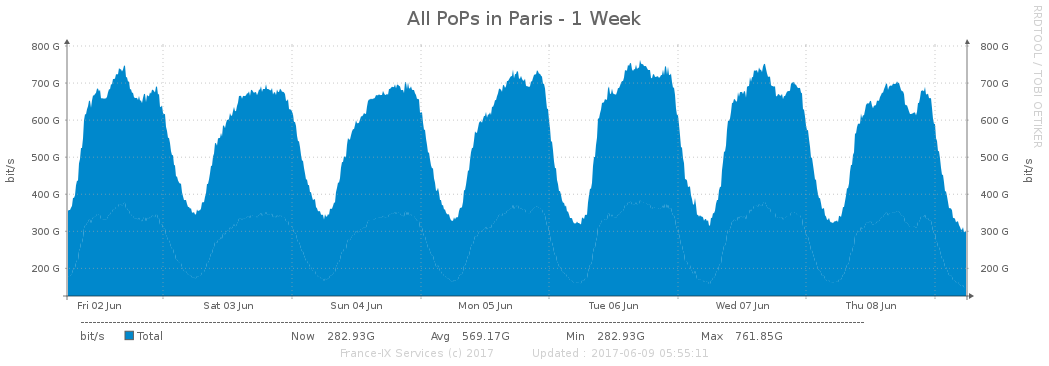 All PoPs in Paris - 1 Week
RRDTOOL / TOBI OETIKER
bit/s
800 G 800 G
700 G 700 G
600 G 600 G
500 G 500 G
400 G 400 G
300 G 300 G
200 G 200 G
bit/s
Fri 02 Jun Sat 03 Jun Sun 04 Jun Mon 05 Jun Tue 06 Jun Wed 07 Jun Thu 08 Jun
bit/s Total Now 282.93G Avg 569.17G Min 282.93G Max 761.85G
France-IX Services (c) 2017 Updated : 2017-06-09 05:55:11